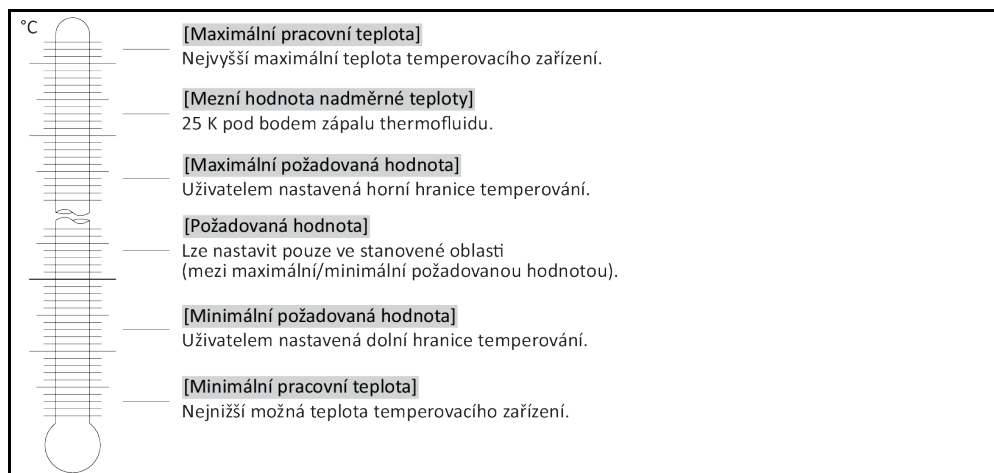 °C
[Maximální pracovní teplota]
Nejvyšší maximální teplota temperovacího zařízení.
[Mezní hodnota nadměrné teploty]
25 K pod bodem zápalu thermofluidu.
[Maximální požadovaná hodnota]
Uživatelem nastavená horní hranice temperování.
[Požadovaná hodnota]
Lze nastavit pouze ve stanovené oblasti
(mezi maximální/minimální požadovanou hodnotou).
[Minimální požadovaná hodnota]
Uživatelem nastavená dolní hranice temperování.
[Minimální pracovní teplota]
Nejnižší možná teplota temperovacího zařízení.